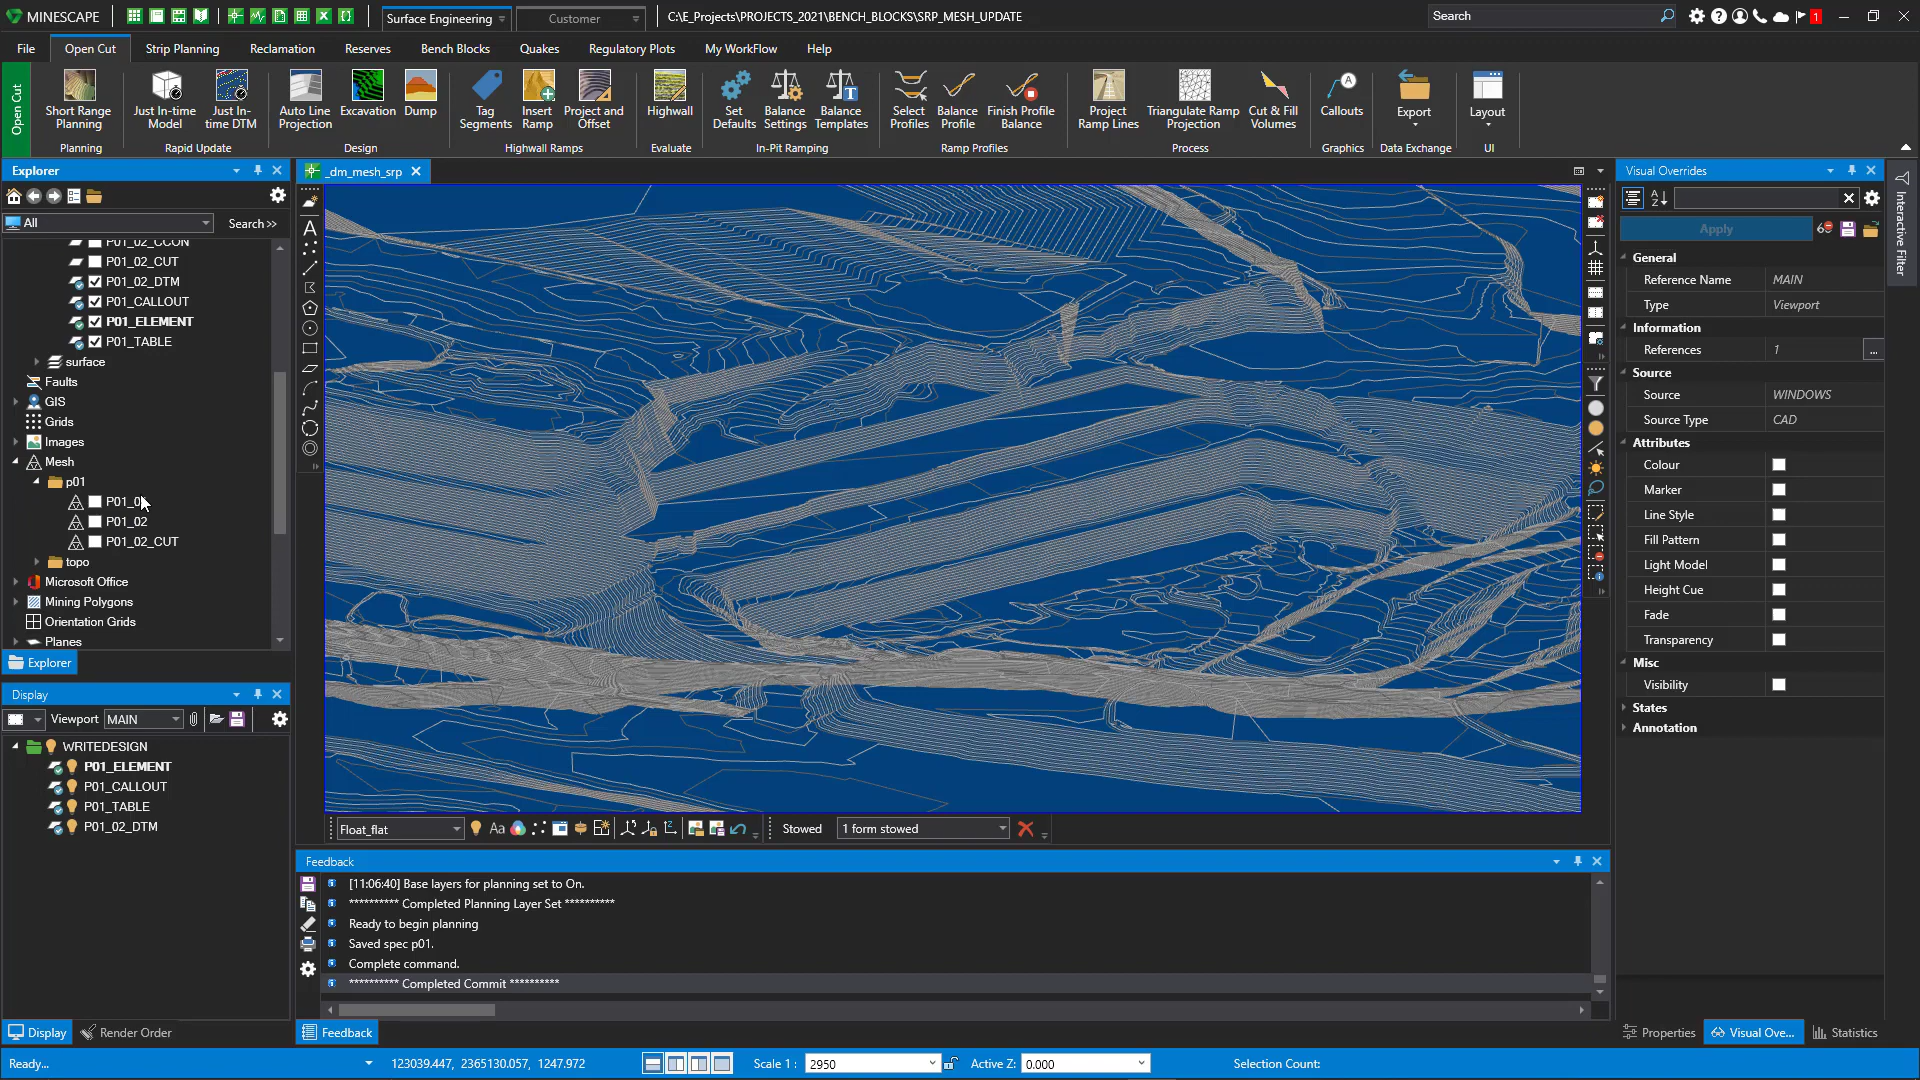 MINESCAPE
Surface Engineering
Customer
C:\E_Projects\PROJECTS_2021\BENCH_BLOCKS\SRP_MESH_UPDATE
Search
1
File
Open Cut
Strip Planning
Reclamation
Reserves
Bench Blocks
Quakes
Regulatory Plots
My WorkFlow
Help
Open Cut
Short Range Planning
Just In-time Model
Just In-time DTM
Auto Line Projection
Excavation
Dump
Tag Segments
Insert Ramp
Project and Offset
Highwall
Set Defaults
Balance Settings
Balance Templates
Select Profiles
Balance Profile
Finish Profile Balance
Project Ramp Lines
Triangulate Ramp Projection
Cut & Fill Volumes
Callouts
Export
Layout
Planning
Rapid Update
Design
Highwall Ramps
Evaluate
In-Pit Ramping
Ramp Profiles
Process
Graphics
Data Exchange
UI
Explorer
All
Search>>
P01_02_CCON
P01_02_CUT
P01_02_DTM
P01_CALLOUT
P01_ELEMENT
P01_TABLE
surface
Faults
GIS
Grids
Images
Mesh
p01
P01_02
P01_02_CUT
topo
Microsoft Office
Mining Polygons
Orientation Grids
Planes
Explorer
Display
Viewport
MAIN
WRITEDESIGN
P01_ELEMENT
P01_CALLOUT
P01_TABLE
P01_02_DTM
Display
Render Order
_dm_mesh_srp
Float_flat
Aa
Stowed
1 form stowed
Feedback
[11:06:40] Base layers for planning set to On.
********** Completed Planning Layer Set **********
Ready to begin planning
Saved spec p01.
Complete command.
********** Completed Commit **********
Feedback
Visual Overrides
Apply
General
Reference Name
MAIN
Type
Viewport
Information
References
1
...
Source
Source
WINDOWS
Source Type
CAD
Attributes
Colour
Marker
Line Style
Fill Pattern
Light Model
Height Cue
Fade
Transparency
Misc
Visibility
States
Annotation
Interactive Filter
Properties
Visual Ove...
Statistics
Ready...
123039.447, 2365130.057, 1247.972
Scale 1 :
2950
Active Z:
0.000
Selection Count: